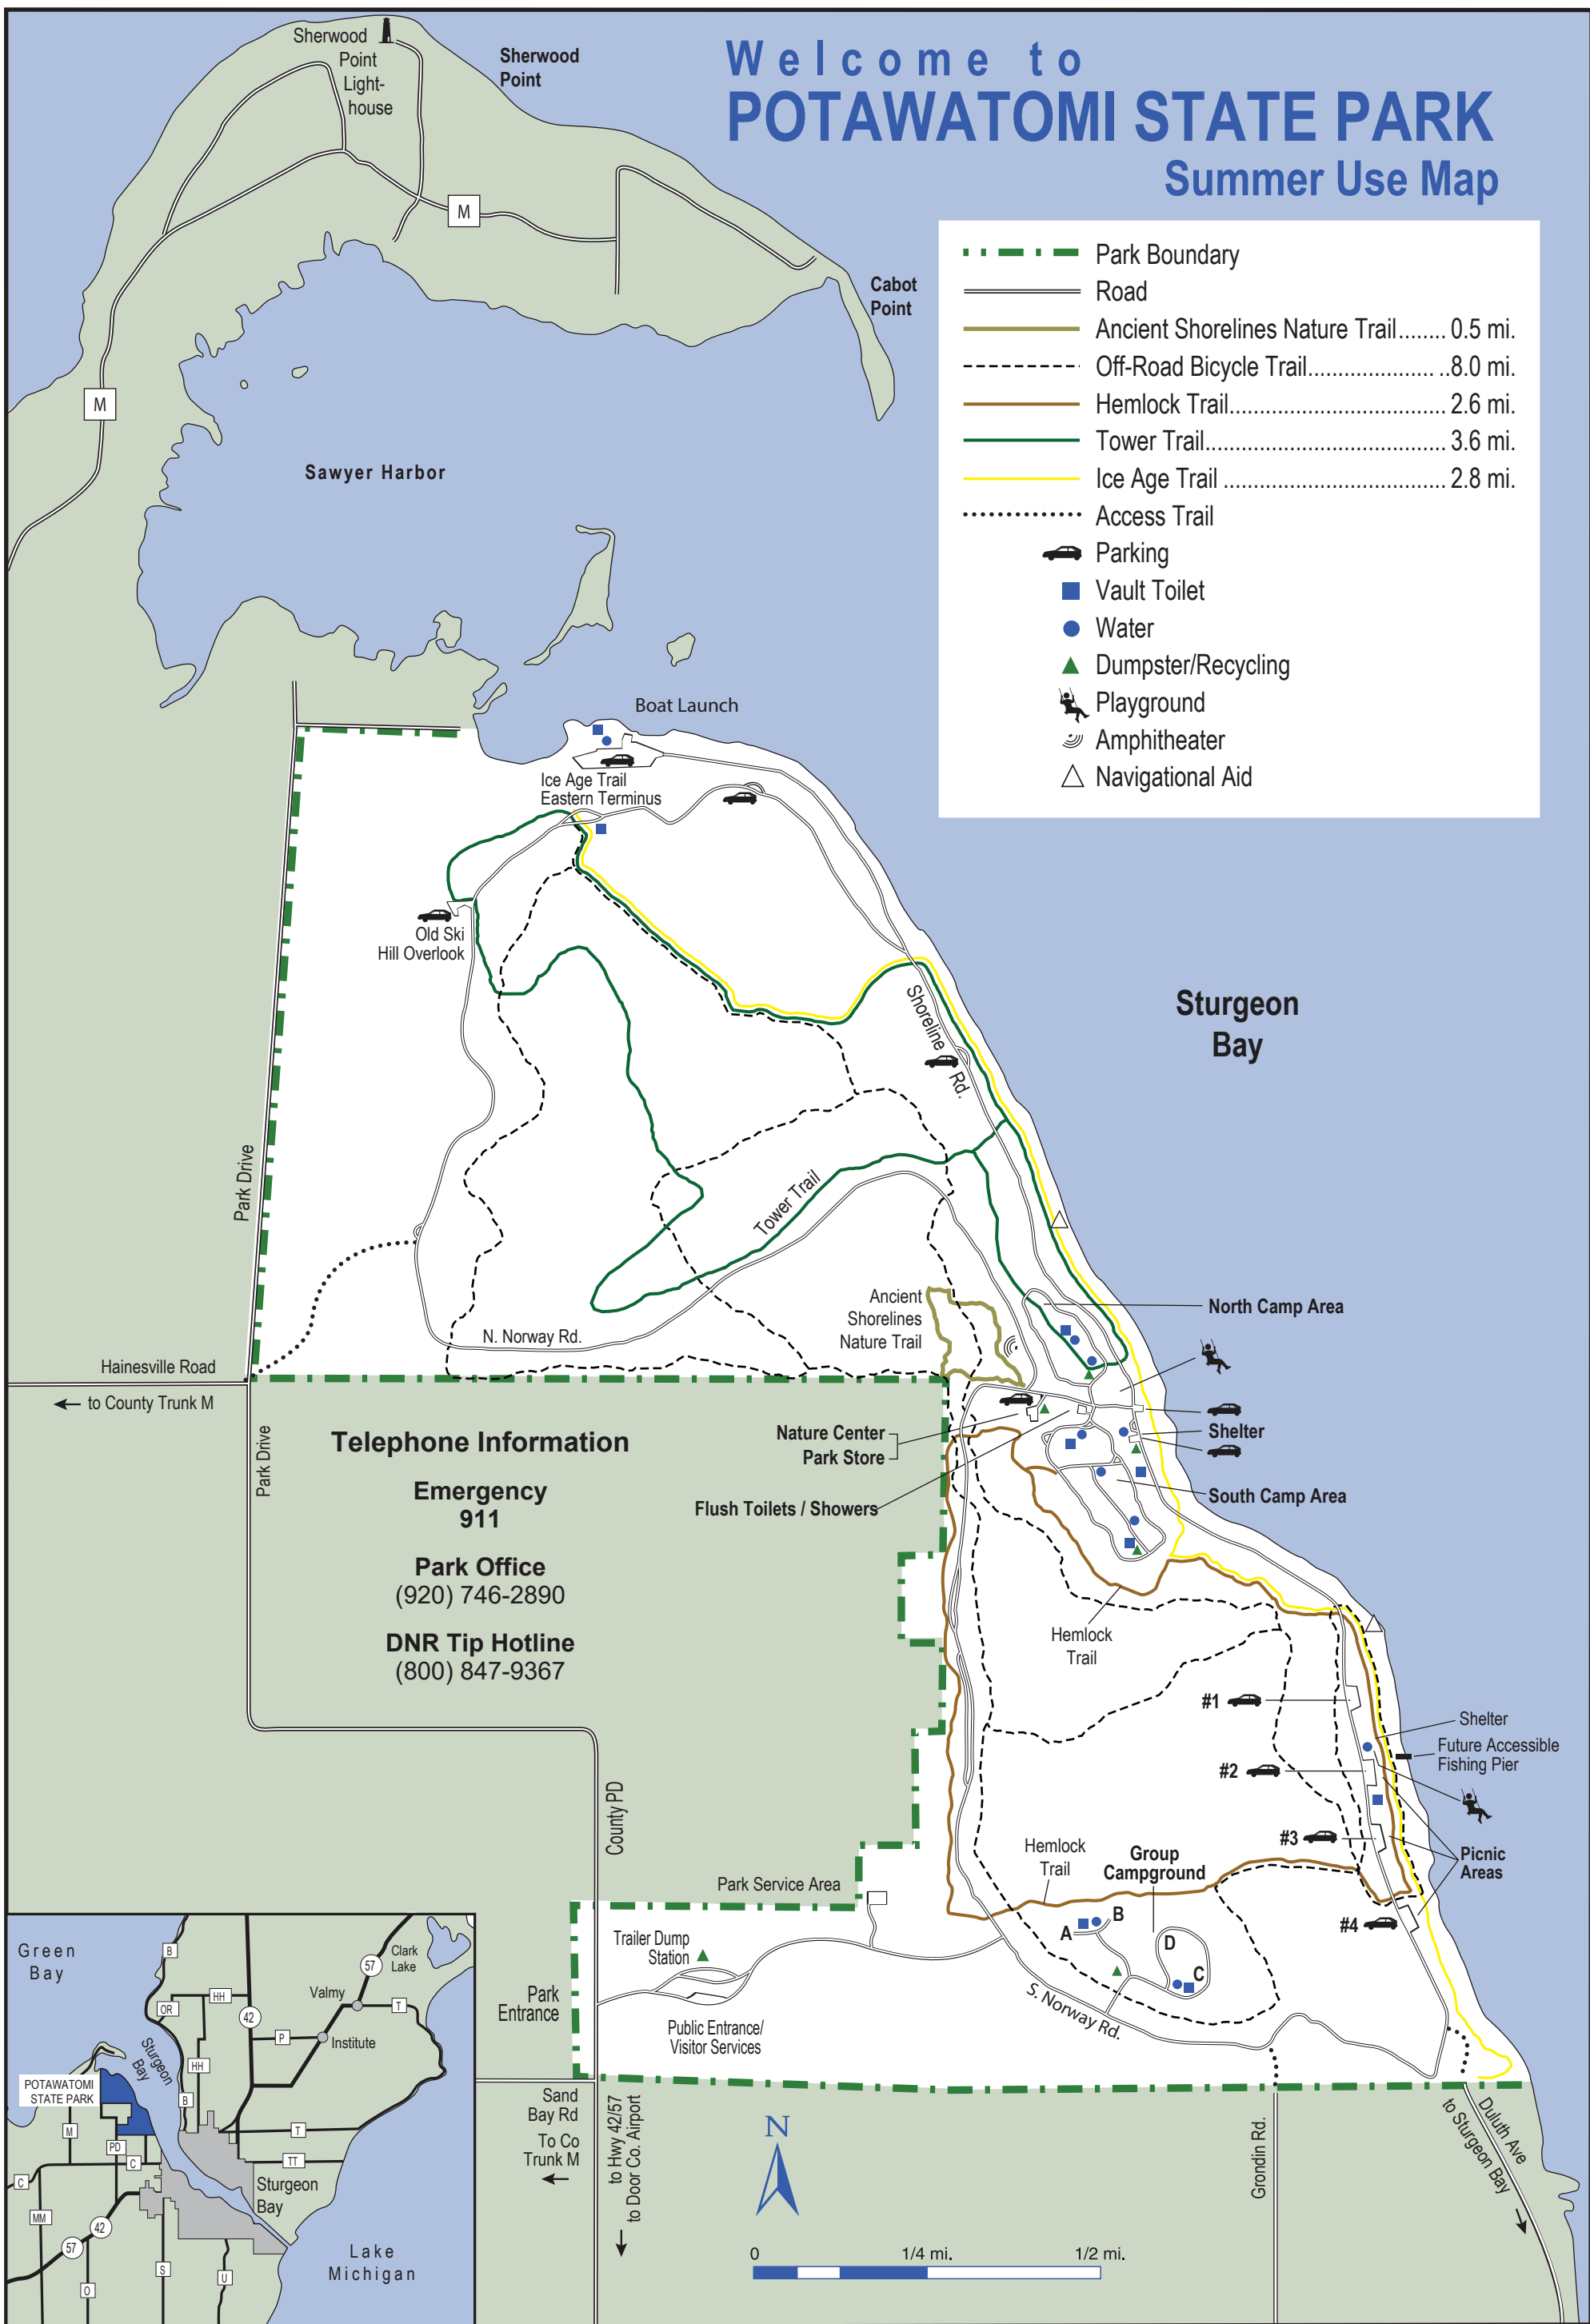 Welcome to
POTAWATOMI STATE PARK
Summer Use Map
Sherwood
Point
Light-
house
Sherwood
Point
M
M
Cabot
Point
Sawyer Harbor
Park Boundary
Road
Ancient Shorelines Nature Trail........ 0.5 mi.
Off-Road Bicycle Trail..................... ..8.0 mi.
Hemlock Trail.................................... 2.6 mi.
Tower Trail........................................ 3.6 mi.
Ice Age Trail ..................................... 2.8 mi.
Access Trail
Parking
Vault Toilet
Water
Dumpster/Recycling
Playground
Amphitheater
Navigational Aid
Boat Launch
Ice Age Trail
Eastern Terminus
Old Ski
Hill Overlook
Shoreline
Rd.
Sturgeon
Bay
Park Drive
Tower Trail
Ancient
Shorelines
Nature Trail
North Camp Area
N. Norway Rd.
Hainesville Road
to County Trunk M
Park Drive
Telephone Information
Emergency
911
Park Office
(920) 746-2890
DNR Tip Hotline
(800) 847-9367
Nature Center
Park Store
Flush Toilets / Showers
Shelter
South Camp Area
Hemlock
Trail
#1
#2
#3
#4
Shelter
Future Accessible
Fishing Pier
Picnic
Areas
County PD
Hemlock
Trail
Group
Campground
Park Service Area
Trailer Dump
Station
A
B
D
C
Park
Entrance
Public Entrance/
Visitor Services
S. Norway Rd.
Sand
Bay Rd
To Co
Trunk M
to Hwy 42/57
to Door Co. Airport
N
0
1/4 mi.
1/2 mi.
Grondin Rd.
Duluth Ave
to Sturgeon Bay
Green
Bay
B
57
Clark
Lake
Valmy
OR
HH
42
T
P
Institute
Sturgeon
Bay
HH
POTAWATOMI
STATE PARK
B
M
T
PD
C
TT
C
Sturgeon
Bay
MM
42
57
Lake
Michigan
S
U
O